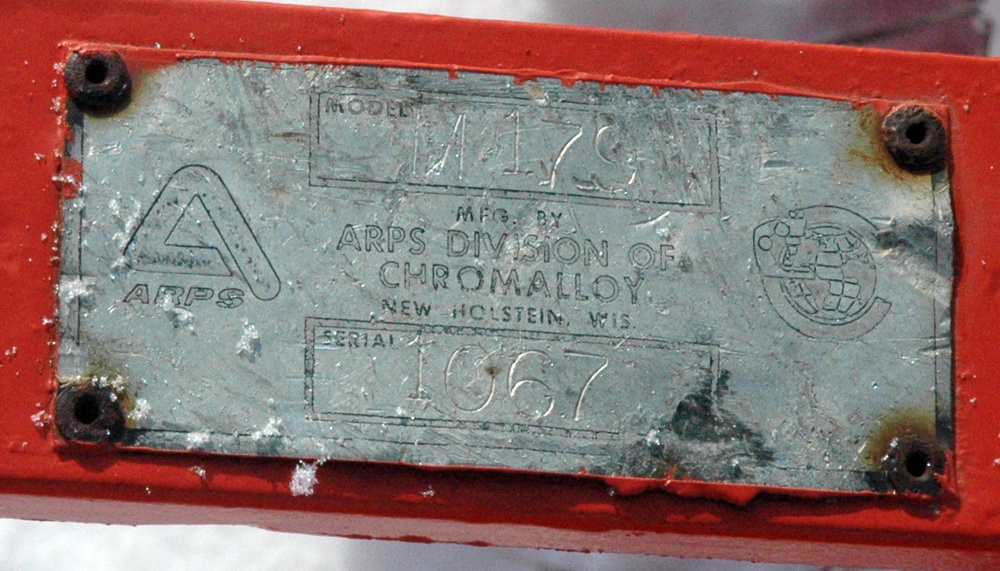 MODEL
M179
MFG. BY
ARPS DIVISION OF
CHROMALLOY
NEW HOLSTEIN, WIS.
ARPS
SERIAL
1067